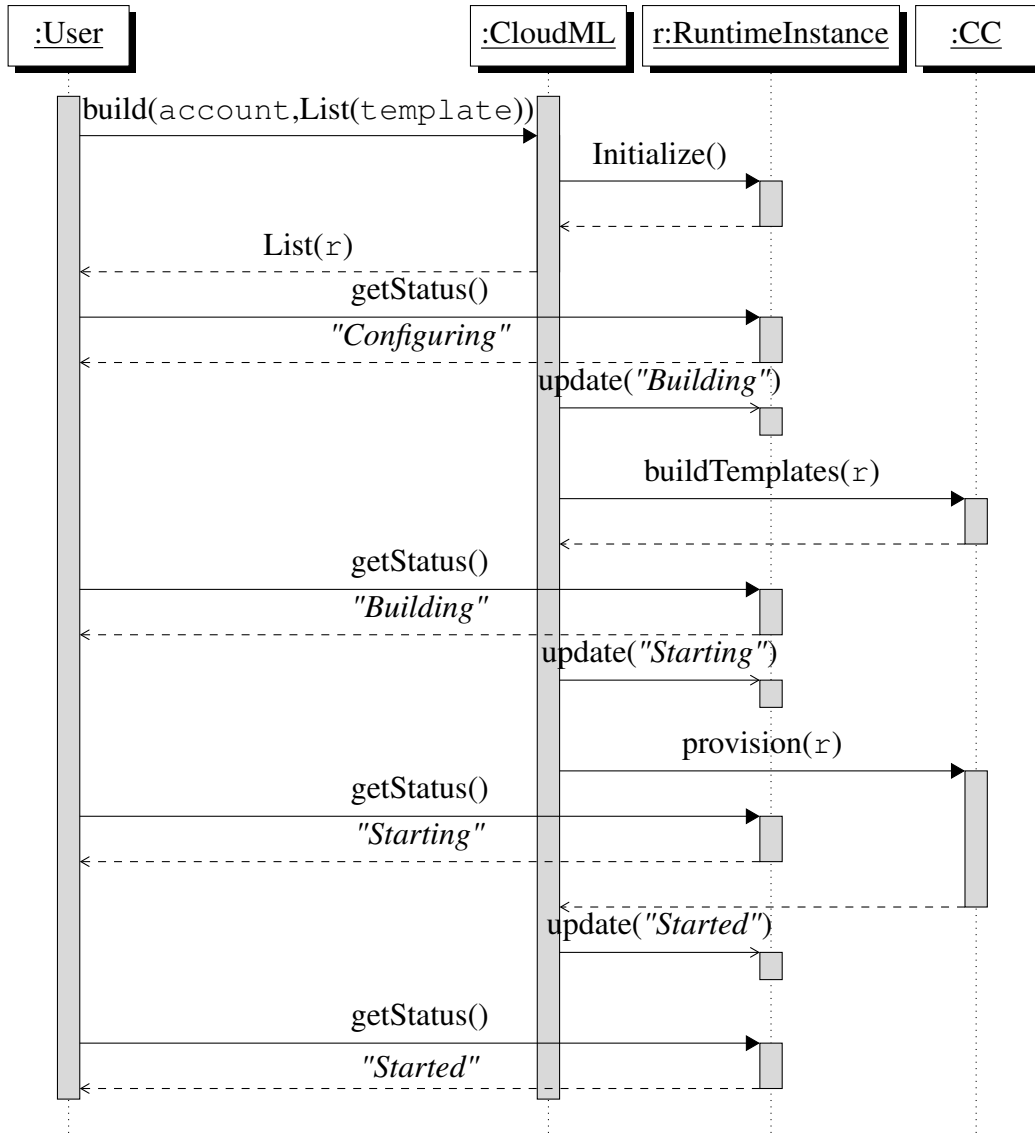 :User
:CloudML
r:RuntimeInstance
:CC
build(account,List(template))
Initialize()
List(r)
getStatus()
"Configuring"
update("Building")
buildTemplates(r)
getStatus()
"Building"
update("Starting")
provision(r)
getStatus()
"Starting"
update("Started")
getStatus()
"Started"